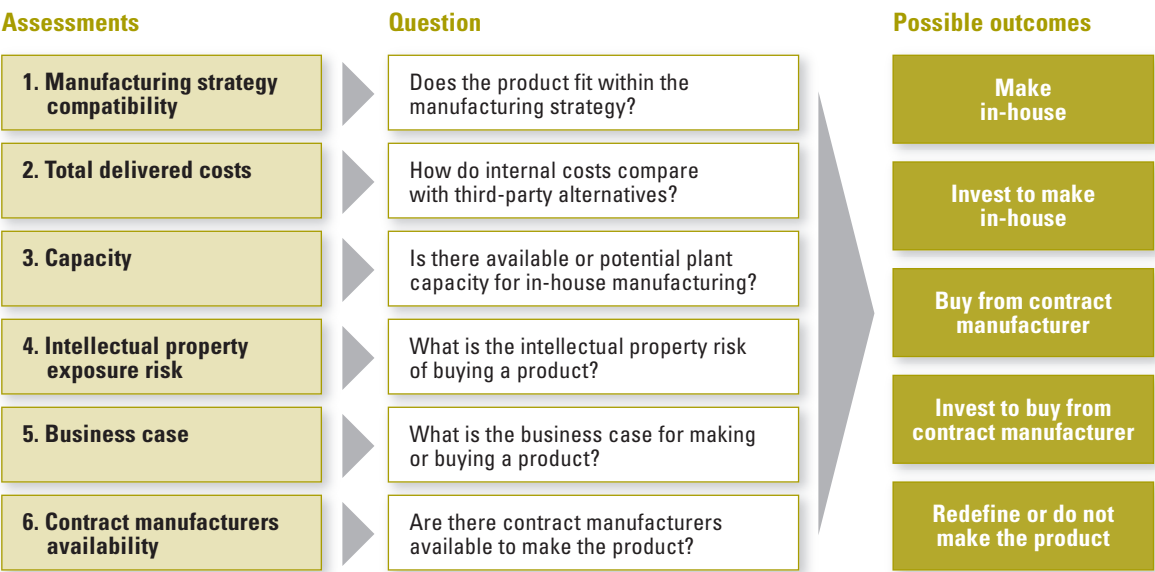 Assessments
Question
Possible outcomes
1. Manufacturing strategy
compatibility
Does the product fit within the
manufacturing strategy?
2. Total delivered costs
How do internal costs compare
with third-party alternatives?
3. Capacity
Is there available or potential plant
capacity for in-house manufacturing?
4. Intellectual property
exposure risk
What is the intellectual property risk
of buying a product?
5. Business case
What is the business case for making
or buying a product?
6. Contract manufacturers
availability
Are there contract manufacturers
available to make the product?
Make
in-house
Invest to make
in-house
Buy from contract
manufacturer
Invest to buy from
contract manufacturer
Redefine or do not
make the product